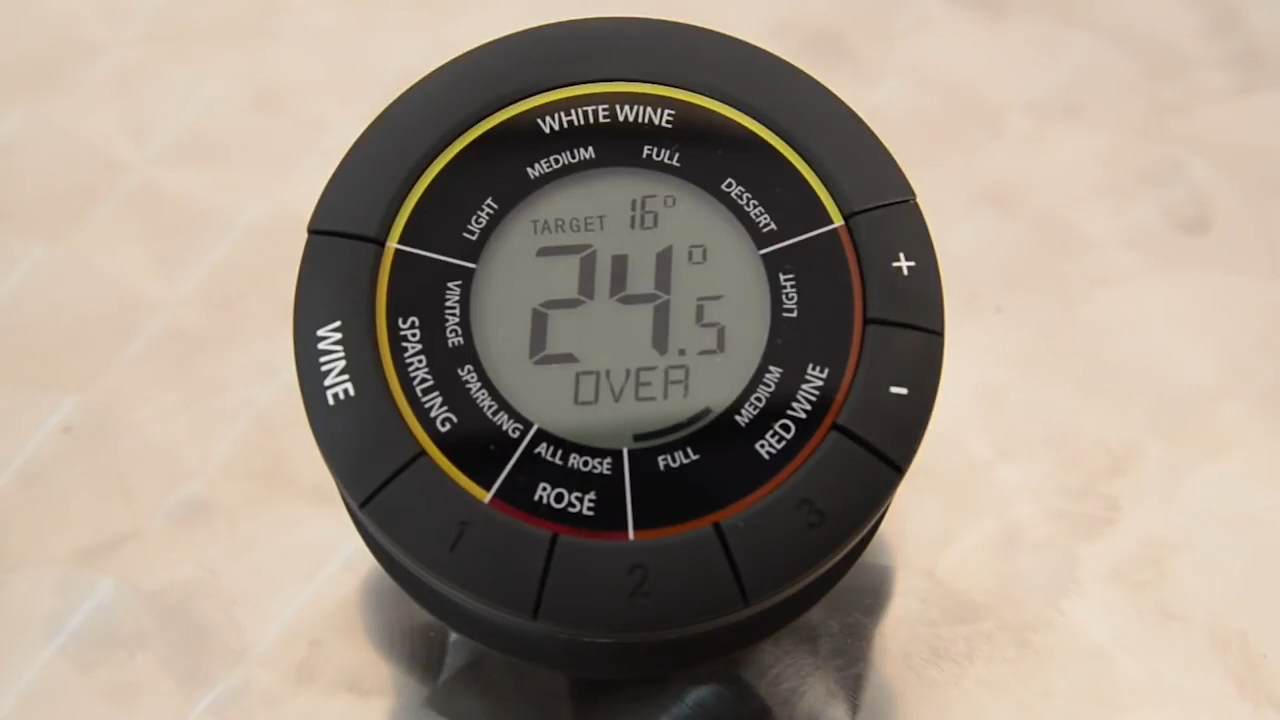 WHITE WINE
LIGHT
MEDIUM
FULL
DESSERT
TARGET 16°
24.5°
OVER
VINTAGE
SPARKLING
SPARKLING
ALL ROSÉ
ROSÉ
LIGHT
MEDIUM
FULL
RED WINE
WINE
+
-
1
2
3